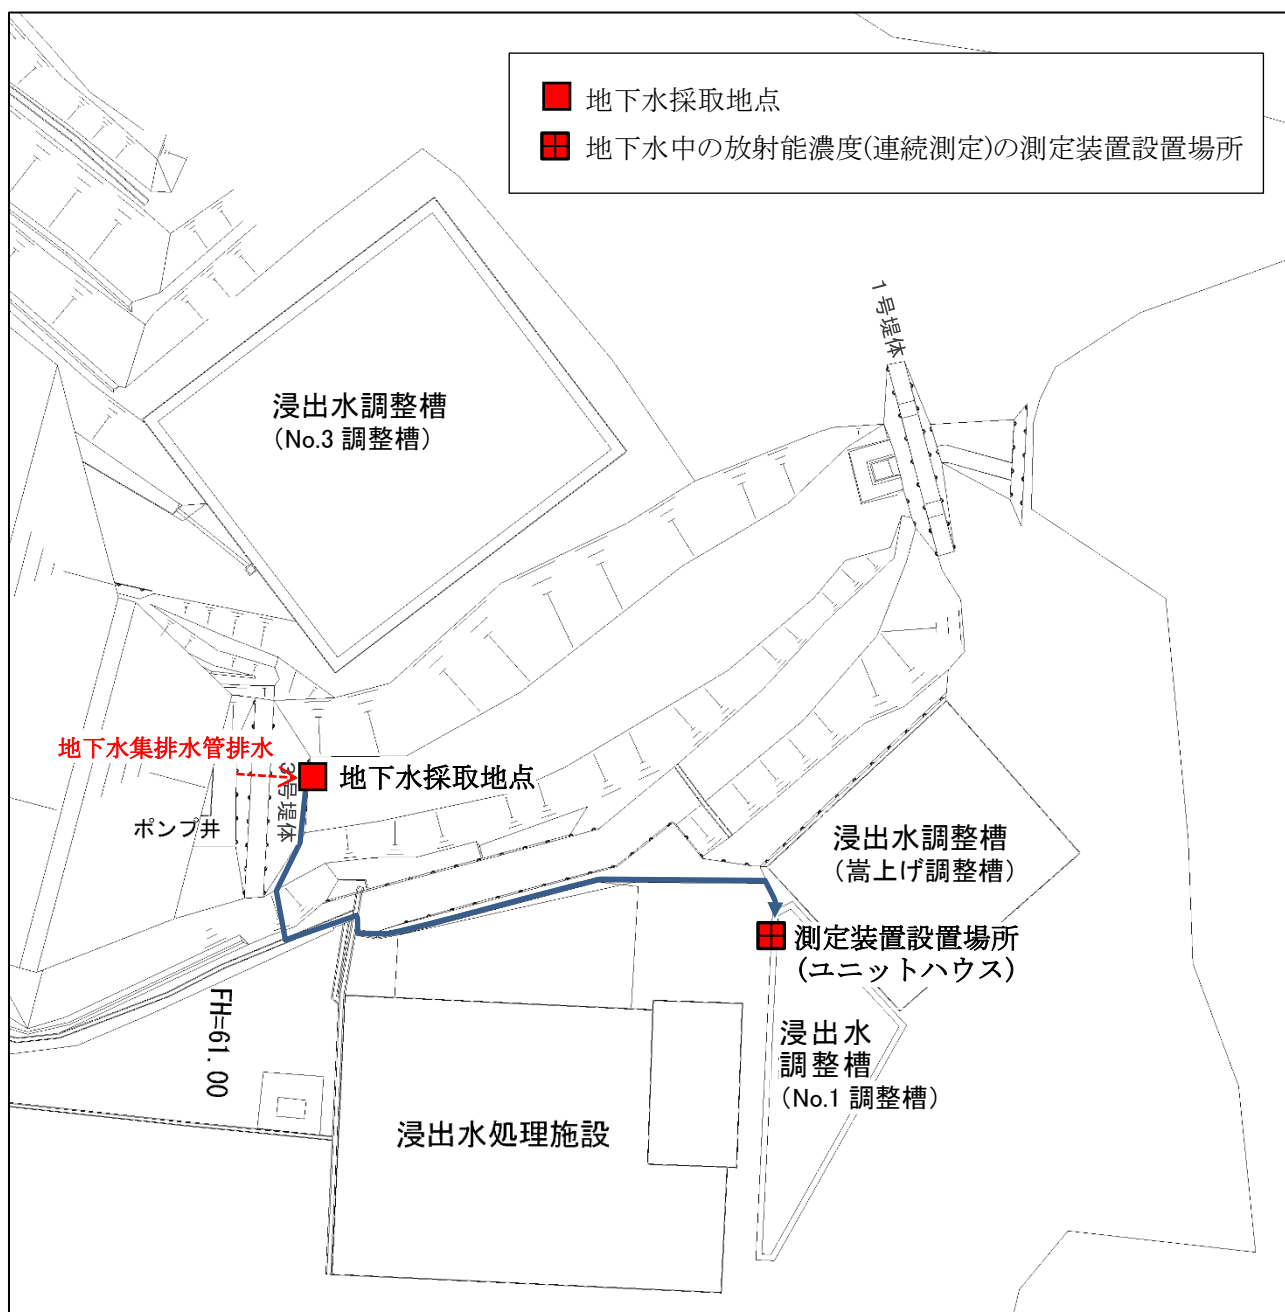 地下水採取地点
地下水中の放射能濃度(連続測定)の測定装置設置場所
1号堤体
浸出水調整槽
（No.3 調整槽）
地下水集排水管排水
地下水採取地点
3号堤体
ポンプ井
浸出水調整槽
（嵩上げ調整槽）
測定装置設置場所
(ユニットハウス)
FH=61.00
浸出水
調整槽
（No.1 調整槽）
浸出水処理施設